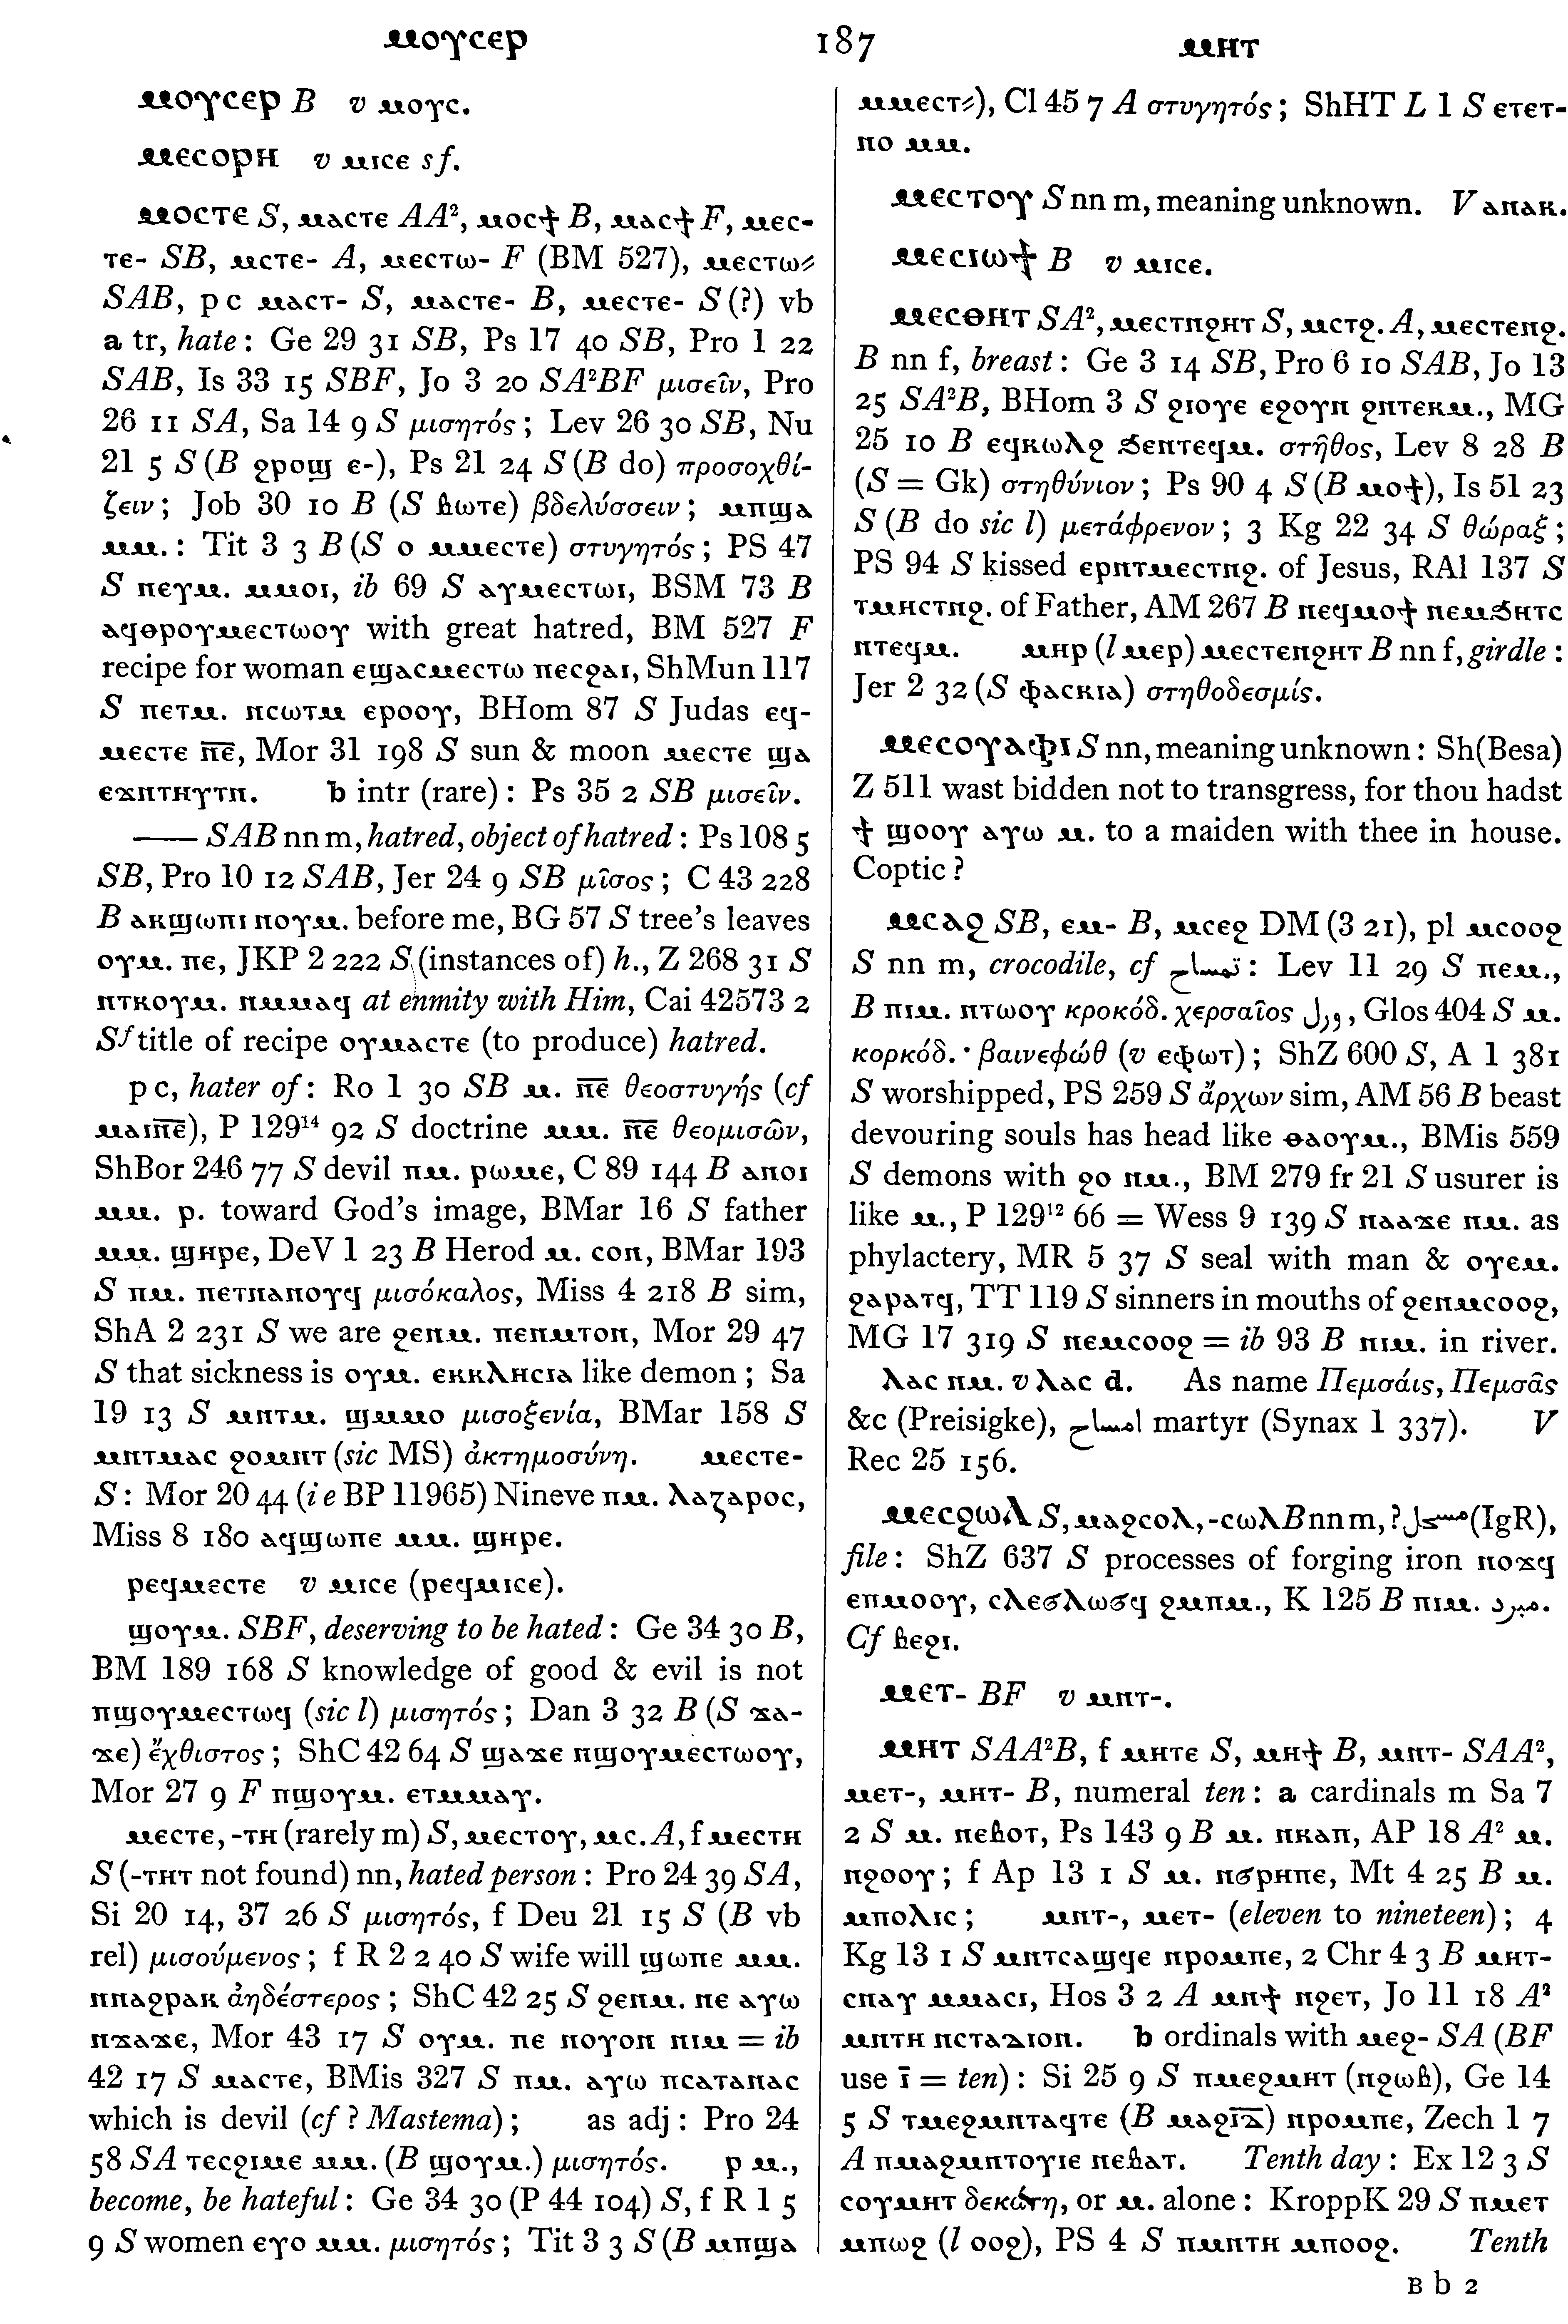 ⲙⲟⲩⲥⲉⲣ 187 ⲙⲏⲧ
ⲙⲟⲩⲥⲉⲣ B v ⲙⲟⲩⲥ.
ⲙⲉⲥⲟⲣⲏ v ⲙⲓⲥⲉ sf.
ⲙⲟⲥⲧⲉ S, ⲙⲁⲥⲧⲉ AA², ⲙⲟⲥϯ B, ⲙⲁⲥϯ F, ⲙⲉⲥ-
ⲧⲉ- SB, ⲙⲥⲧⲉ- A, ⲙⲉⲥⲧⲱ- F (BM 527), ⲙⲉⲥⲧⲱ⸗
SAB, p c ⲙⲁⲥⲧ- S, ⲙⲁⲥⲧⲉ- B, ⲙⲉⲥⲧⲉ- S (?) vb
a tr, hate: Ge 29 31 SB, Ps 17 40 SB, Pro 1 22
SAB, Is 33 15 SBF, Jo 3 20 SA²BF μισεῖν, Pro
26 11 SA, Sa 14 9 S μισητός; Lev 26 30 SB, Nu
21 5 S (B ϩⲣⲟϣ ⲉ-), Ps 21 24 S (B do) προσοχθί-
ζειν; Job 30 10 B (S ⲃⲱⲧⲉ) βδελύσσειν; ⲙⲡϣⲁ
ⲙⲙ.: Tit 3 3 B (S ⲟ ⲙⲙⲉⲥⲧⲉ) στυγητός; PS 47
S ⲛⲉⲩⲙ. ⲙⲙⲟⲓ, ib 69 S ⲁⲩⲙⲉⲥⲧⲱⲓ, BSM 73 B
ⲁϥⲑⲣⲟⲩⲙⲉⲥⲧⲱⲟⲩ with great hatred, BM 527 F
recipe for woman ⲉϣⲁⲥⲙⲉⲥⲧⲱ ⲡⲉⲥϩⲁⲓ, ShMun 117
S ⲡⲉⲧⲙ. ⲛⲥⲱⲧⲙ ⲉⲣⲟⲟⲩ, BHom 87 S Judas ⲉϥ-
ⲙⲉⲥⲧⲉ ⲡ̅ⲉ̅, Mor 31 198 S sun & moon ⲙⲉⲥⲧⲉ ϣⲁ
ⲉϫⲛⲧⲏⲩⲧⲛ. b intr (rare): Ps 35 2 SB μισεῖν.
—— SAB nn m, hatred, object of hatred: Ps 108 5
SB, Pro 10 12 SAB, Jer 24 9 SB μῖσος; C 43 228
B ⲁⲕϣⲱⲡⲓ ⲛⲟⲩⲙ. before me, BG 57 S tree's leaves
ⲟⲩⲙ. ⲡⲉ, JKP 2 222 S (instances of) h., Z 268 31 S
ⲛⲧⲕⲟⲩⲙ. ⲛⲙⲙⲁϥ at enmity with Him, Cai 42573 2
Sf title of recipe ⲟⲩⲙⲁⲥⲧⲉ (to produce) hatred.
p c, hater of: Ro 1 30 SB ⲙ. ⲡ̅ⲉ̅ θεοστυγής (cf
ⲙⲁⲓⲡ̅ⲉ̅), P 129¹⁴ 92 S doctrine ⲙⲙ. ⲡ̅ⲉ̅ θεομισῶν,
ShBor 246 77 S devil ⲡⲙ. ⲣⲱⲙⲉ, C 89 144 B ⲁⲛⲟⲓ
ⲙⲙ. ⲣ. toward God's image, BMar 16 S father
ⲙⲙ. ϣⲏⲣⲉ, DeV 1 23 B Herod ⲙ. ⲥⲟⲛ, BMar 193
S ⲡⲙ. ⲡⲉⲧⲛⲁⲛⲟⲩϥ μισόκαλος, Miss 4 218 B sim,
ShA 2 231 S we are ϩⲉⲛⲙ. ⲡⲉⲛⲙⲧⲟⲛ, Mor 29 47
S that sickness is ⲟⲩⲙ. ⲉⲕⲕⲗⲏⲥⲓⲁ like demon; Sa
19 13 S ⲙⲛⲧⲙ. ϣⲙⲙⲟ μισοξενία, BMar 158 S
ⲙⲛⲧⲙⲁⲥ ϩⲟⲙⲛⲧ (sic MS) ἀκτημοσύνη. ⲙⲉⲥⲧⲉ-
S: Mor 20 44 (i e BP 11965) Nineve ⲡⲙ. ⲗⲁⲍⲁⲣⲟⲥ,
Miss 8 180 ⲁϥϣⲱⲡⲉ ⲙⲙ. ϣⲏⲣⲉ.
ⲣⲉϥⲙⲉⲥⲧⲉ v ⲙⲓⲥⲉ (ⲣⲉϥⲙⲓⲥⲉ).
ϣⲟⲩⲙ. SBF, deserving to be hated: Ge 34 30 B,
BM 189 168 S knowledge of good & evil is not
ⲡϣⲟⲩⲙⲉⲥⲧⲱϥ (sic l) μισητός; Dan 3 32 B (S ϫⲁ-
ϫⲉ) ἔχθιστος; ShC 42 64 S ϣⲁϫⲉ ⲛϣⲟⲩⲙⲉⲥⲧⲱⲟⲩ,
Mor 27 9 F ⲡϣⲟⲩⲙ. ⲉⲧⲙⲙⲁⲩ.
ⲙⲉⲥⲧⲉ, -ⲧⲏ (rarely m) S, ⲙⲉⲥⲧⲟⲩ, ⲙⲥ. A, f ⲙⲉⲥⲧⲏ
S (-ⲧⲏⲧ not found) nn, hated person: Pro 24 39 SA,
Si 20 14, 37 26 S μισητός, f Deu 21 15 S (B vb
rel) μισούμενος; f R 2 2 40 S wife will ϣⲱⲡⲉ ⲙⲙ.
ⲛⲛⲁϩⲣⲁⲕ ἀηδέστερος; ShC 42 25 S ϩⲉⲛⲙ. ⲛⲉ ⲁⲩⲱ
ⲛϫⲁϫⲉ, Mor 43 17 S ⲟⲩⲙ. ⲡⲉ ⲛⲟⲩⲟⲛ ⲛⲓⲙ = ib
42 17 S ⲙⲁⲥⲧⲉ, BMis 327 S ⲡⲙ. ⲁⲩⲱ ⲡⲥⲁⲧⲁⲛⲁⲥ
which is devil (cf ? Mastema); as adj: Pro 24
58 SA ⲧⲉⲥϩⲓⲙⲉ ⲙⲙ. (B ϣⲟⲩⲙ.) μισητός. ⲣ ⲙ.,
become, be hateful: Ge 34 30 (P 44 104) S, f R 1 5
9 S women ⲉⲩⲟ ⲙⲙ. μισητός; Tit 3 3 S (B ⲙⲡϣⲁ
ⲙⲙⲉⲥⲧ⸗), Cl 45 7 A στυγητός; ShHT L 1 S ⲉⲧⲉⲧ-
ⲛⲟ ⲙⲙ.
ⲙⲉⲥⲧⲟⲩ S nn m, meaning unknown. V ⲁⲡⲁⲕ.
ⲙⲉⲥⲓⲱϯ B v ⲙⲓⲥⲉ.
ⲙⲉⲥⲑⲏⲧ SA², ⲙⲉⲥⲧⲛϩⲏⲧ S, ⲙⲥⲧϩ. A, ⲙⲉⲥⲧⲉⲛϩ.
B nn f, breast: Ge 3 14 SB, Pro 6 10 SAB, Jo 13
25 SA²B, BHom 3 S ϩⲓⲟⲩⲉ ⲉϩⲟⲩⲛ ϩⲛⲧⲉⲕⲙ., MG
25 10 B ⲉϥⲕⲱⲗϩ ϧⲉⲛⲧⲉϥⲙ. στῆθος, Lev 8 28 B
(S = Gk) στηθύνιον; Ps 90 4 S (B ⲙⲟϯ), Is 51 23
S (B do sic l) μετάφρενον; 3 Kg 22 34 S θώραξ;
PS 94 S kissed ⲉⲣⲛⲧⲙⲉⲥⲧⲛϩ. of Jesus, RAl 137 S
ⲧⲙⲏⲥⲧⲛϩ. of Father, AM 267 B ⲡⲉϥⲙⲟϯ ⲛⲉⲙϧⲏⲧⲥ
ⲛⲧⲉϥⲙ. ⲙⲏⲣ (l ⲙⲉⲣ) ⲙⲉⲥⲧⲉⲛϩⲏⲧ B nn f, girdle:
Jer 2 32 (S ⲫⲁⲥⲕⲓⲁ) στηθοδεσμίς.
ⲙⲉⲥⲟⲩⲁⲫⲓ S nn, meaning unknown: Sh(Besa)
Z 511 wast bidden not to transgress, for thou hadst
ϯ ϣⲟⲟⲩ ⲁⲩⲱ ⲙ. to a maiden with thee in house.
Coptic?
ⲙⲥⲁϩ SB, ⲉⲙ- B, ⲙⲥⲉϩ DM (3 21), pl ⲙⲥⲟⲟϩ
S nn m, crocodile, cf تمساح: Lev 11 29 S ⲡⲉⲙ.,
B ⲡⲓⲙ. ⲛⲧⲱⲟⲩ κροκόδ. χερσαῖος ورل, Glos 404 S ⲙ.
κορκόδ. · βαινεφώθ (v ⲉⲫⲱⲧ); ShZ 600 S, A 1 381
S worshipped, PS 259 S ἄρχων sim, AM 56 B beast
devouring souls has head like ⲑⲁⲟⲩⲙ., BMis 559
S demons with ϩⲟ ⲛⲙ., BM 279 fr 21 S usurer is
like ⲙ., P 129¹² 66 = Wess 9 139 S ⲛⲁⲁϫⲉ ⲛⲙ. as
phylactery, MR 5 37 S seal with man & ⲟⲩⲉⲙ.
ϩⲁⲣⲁⲧϥ, TT 119 S sinners in mouths of ϩⲉⲛⲙⲥⲟⲟϩ,
MG 17 319 S ⲛⲉⲙⲥⲟⲟϩ = ib 93 B ⲡⲓⲙ. in river.
ⲗⲁⲥ ⲛⲙ. v ⲗⲁⲥ d. As name Πεμσάις, Πεμσᾶς
&c (Preisigke), امساح martyr (Synax 1 337). V
Rec 25 156.
ⲙⲉⲥϩⲱⲗ S, ⲙⲁϩⲥⲟⲗ, -ⲥⲱⲗ B nn m, ? (IgR),
file: ShZ 637 S processes of forging iron ⲛⲟϫϥ
ⲉⲡⲙⲟⲟⲩ, ⲥⲗⲉϭⲗⲱϭϥ ϩⲙⲡⲙ., K 125 B ⲡⲓⲙ. مبرد.
Cf ⲃⲉϩⲓ.
ⲙⲉⲧ- BF v ⲙⲛⲧ-.
ⲙⲏⲧ SAA²B, f ⲙⲏⲧⲉ S, ⲙⲏϯ B, ⲙⲛⲧ- SAA²,
ⲙⲉⲧ-, ⲙⲏⲧ- B, numeral ten: a cardinals m Sa 7
2 S ⲙ. ⲛⲉⲃⲟⲧ, Ps 143 9 B ⲙ. ⲛⲕⲁⲡ, AP 18 A² ⲙ.
ⲛϩⲟⲟⲩ; f Ap 13 1 S ⲙ. ⲛϭⲣⲏⲡⲉ, Mt 4 25 B ⲙ.
ⲙⲡⲟⲗⲓⲥ; ⲙⲛⲧ-, ⲙⲉⲧ- (eleven to nineteen); 4
Kg 13 1 S ⲙⲛⲧⲥⲁϣϥⲉ ⲛⲣⲟⲙⲡⲉ, 2 Chr 4 3 B ⲙⲏⲧ-
ⲥⲛⲁⲩ ⲙⲙⲁⲥⲓ, Hos 3 2 A ⲙⲛϯ ⲛϩⲉⲧ, Jo 11 18 A²
ⲙⲛⲧⲏ ⲛⲥⲧⲁⲇⲓⲟⲛ. b ordinals with ⲙⲉϩ- SA (BF
use ⲓ̅ = ten): Si 25 9 S ⲡⲙⲉϩⲙⲏⲧ (ⲛϩⲱⲃ), Ge 14
5 S ⲧⲙⲉϩⲙⲛⲧⲁϥⲧⲉ (B ⲙⲁϩⲓ̅ⲇ̅) ⲛⲣⲟⲙⲡⲉ, Zech 1 7
A ⲡⲙⲁϩⲙⲛⲧⲟⲩⲓⲉ ⲛⲉⲃⲁⲧ. Tenth day: Ex 12 3 S
ⲥⲟⲩⲙⲏⲧ δεκάτη, or ⲙ. alone: KroppK 29 S ⲡⲙⲉⲧ
ⲙⲡⲱϩ (l ⲟⲟϩ), PS 4 S ⲡⲙⲛⲧⲏ ⲙⲡⲟⲟϩ. Tenth
B b 2